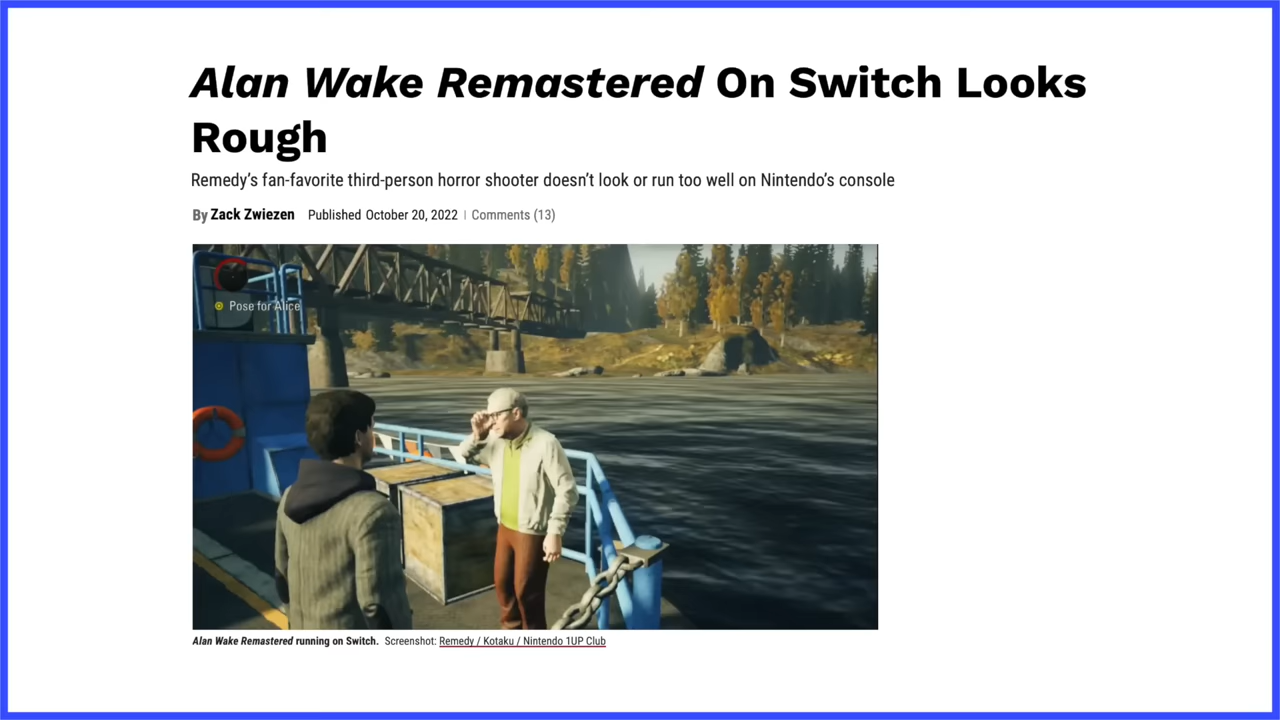 Alan Wake Remastered On Switch Looks
Rough
Remedy’s fan-favorite third-person horror shooter doesn’t look or run too well on Nintendo’s console
By Zack Zwiezen Published October 20, 2022 | Comments (13)
Pose for Alice
Alan Wake Remastered running on Switch. Screenshot: Remedy / Kotaku / Nintendo 1UP Club